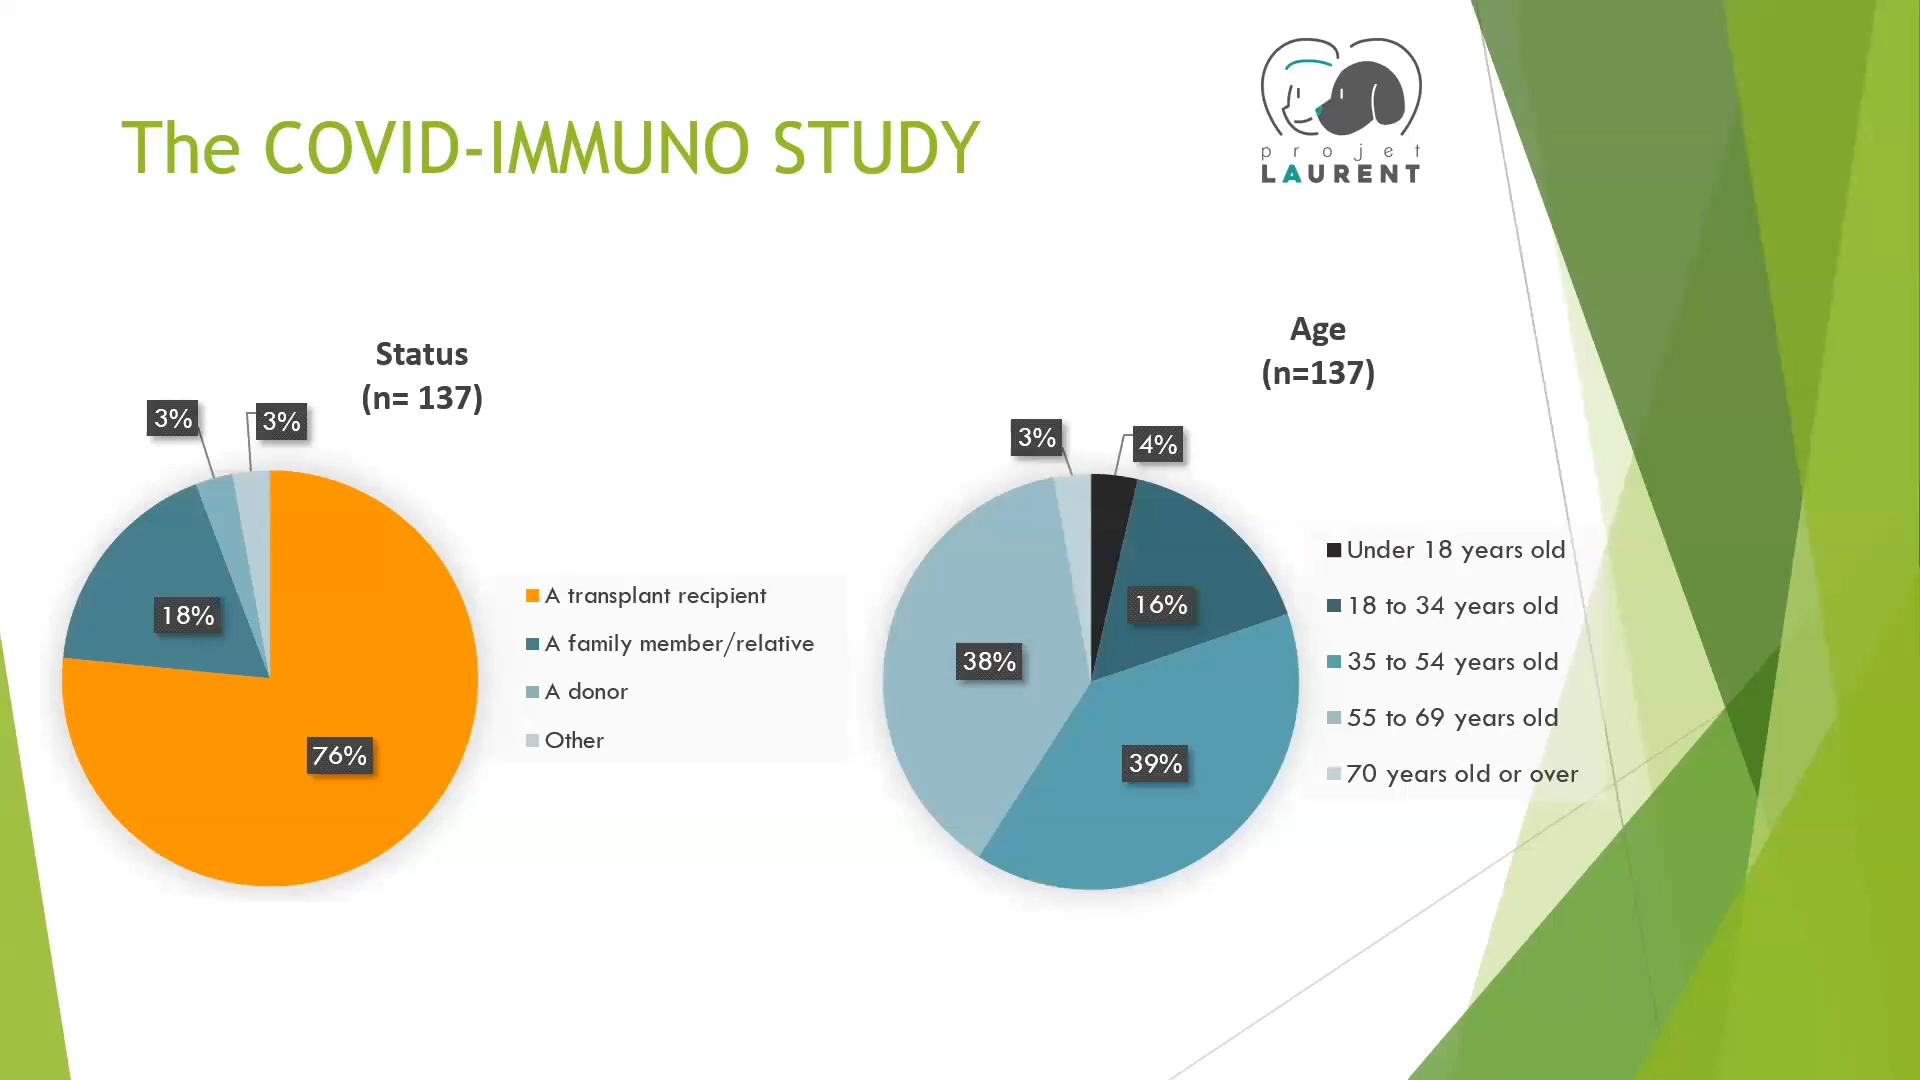 The COVID-IMMUNO STUDY
projet
LAURENT
Status
(n= 137)
3%
3%
18%
76%
A transplant recipient
A family member/relative
A donor
Other
Age
(n=137)
3%
4%
16%
38%
39%
Under 18 years old
18 to 34 years old
35 to 54 years old
55 to 69 years old
70 years old or over